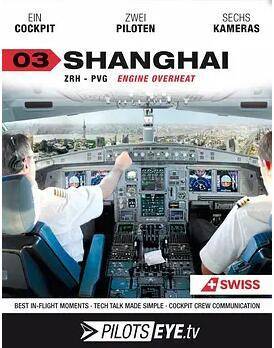 EIN COCKPIT
ZWEI PILOTEN
SECHS KAMERAS
03 SHANGHAI
ZRH - PVG ENGINE OVERHEAT
SWISS
BEST IN-FLIGHT MOMENTS - TECH TALK MADE SIMPLE - COCKPIT CREW COMMUNICATION
PILOTSEYE.tv